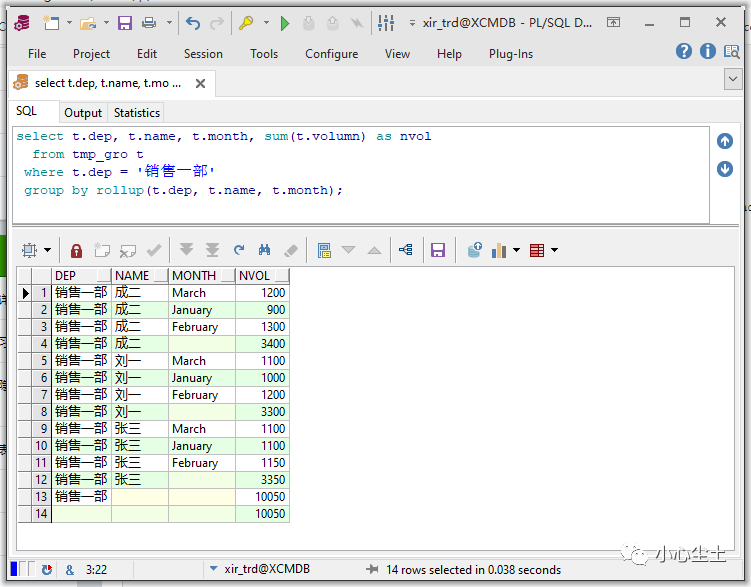 xir_trd@XCMDB - PL/SQL D...
File Project Edit Session Tools Configure View Help Plug-Ins
select t.dep, t.name, t.mo ...
SQL Output Statistics
select t.dep, t.name, t.month, sum(t.volumn) as nvol
from tmp_gro t
where t.dep = '销售一部'
group by rollup(t.dep, t.name, t.month);
DEP NAME MONTH NVOL
1 销售一部 成二 March 1200
2 销售一部 成二 January 900
3 销售一部 成二 February 1300
4 销售一部 成二 3400
5 销售一部 刘一 March 1100
6 销售一部 刘一 January 1000
7 销售一部 刘一 February 1200
8 销售一部 刘一 3300
9 销售一部 张三 March 1100
10 销售一部 张三 January 1100
11 销售一部 张三 February 1150
12 销售一部 张三 3350
13 销售一部 10050
14 10050
小心尘土
& 3:22 xir_trd@XCMDB 14 rows selected in 0.038 seconds